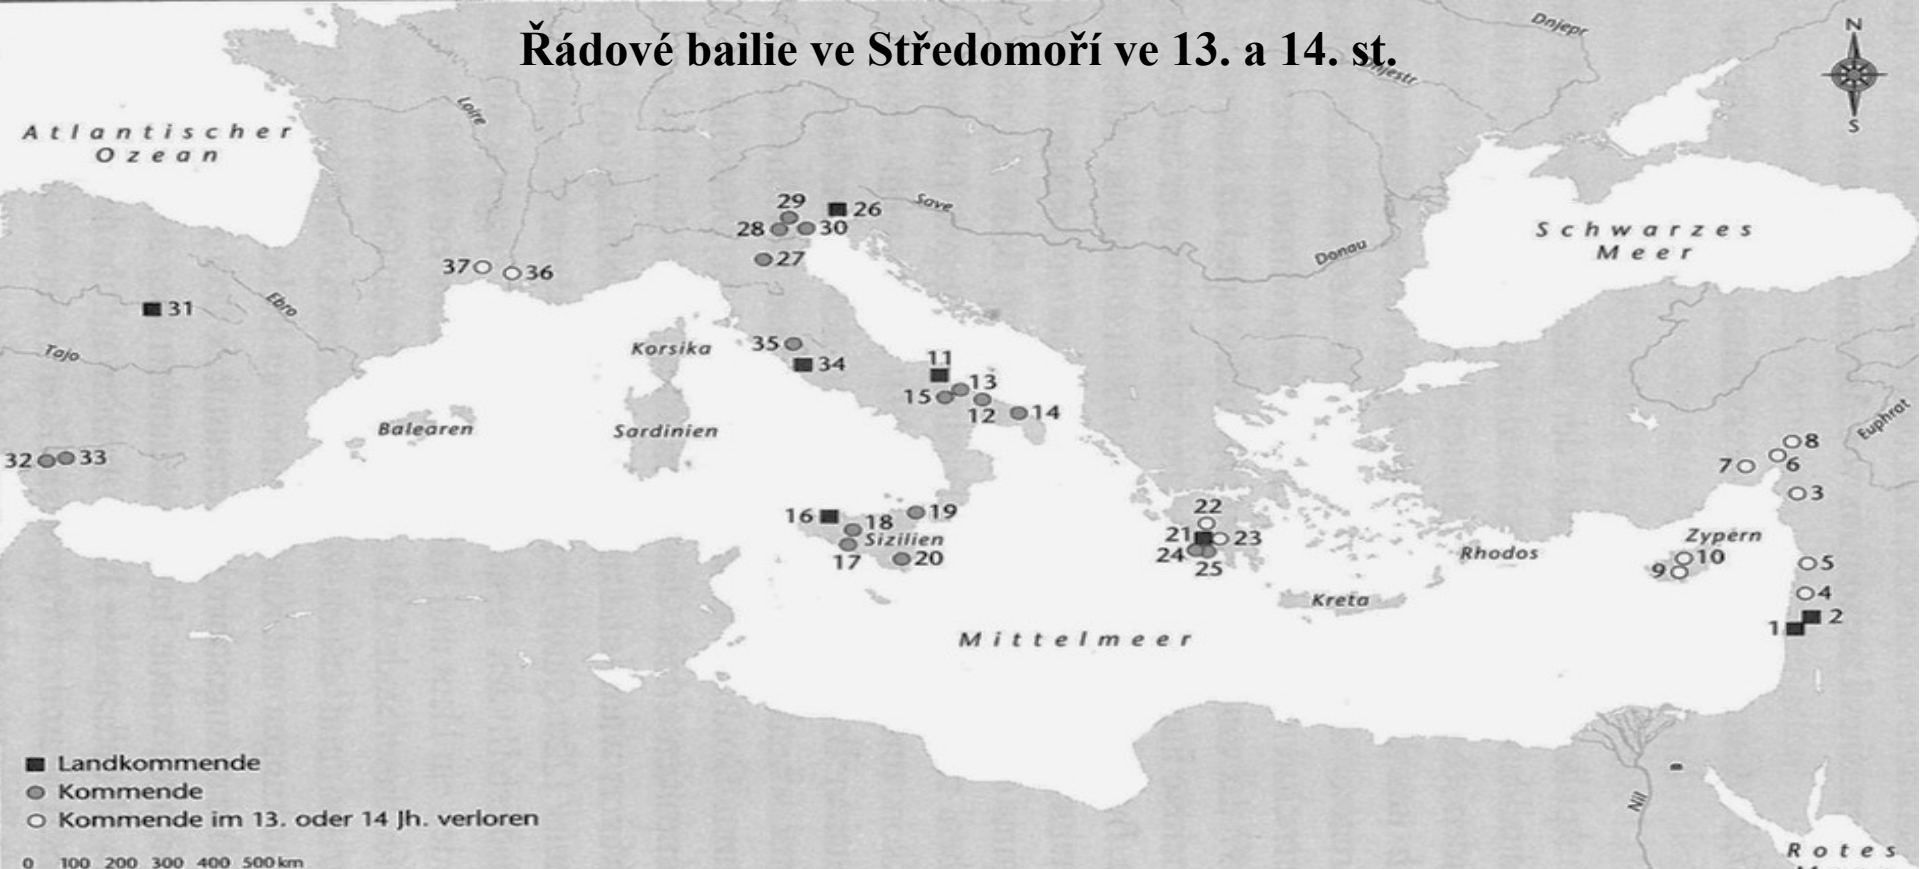 Řádové bailie ve Středomoří ve 13. a 14. st.
Dnjepr
Dnjestr
N
S
Loire
Atlantischer
Ozean
29
26
Save
28
30
27
Schwarzes
Meer
Donau
37
36
31
Ebro
Tajo
Korsika
35
34
11
13
15
12
14
Balearen
Sardinien
Euphrat
32
33
8
7
6
3
22
16
18
19
Sizilien
21
23
17
20
24
25
Rhodos
Zypern
10
9
5
4
Kreta
1
2
Mittelmeer
Landkommende
Kommende
Kommende im 13. oder 14 Jh. verloren
Nil
0 100 200 300 400 500 km
Rotes